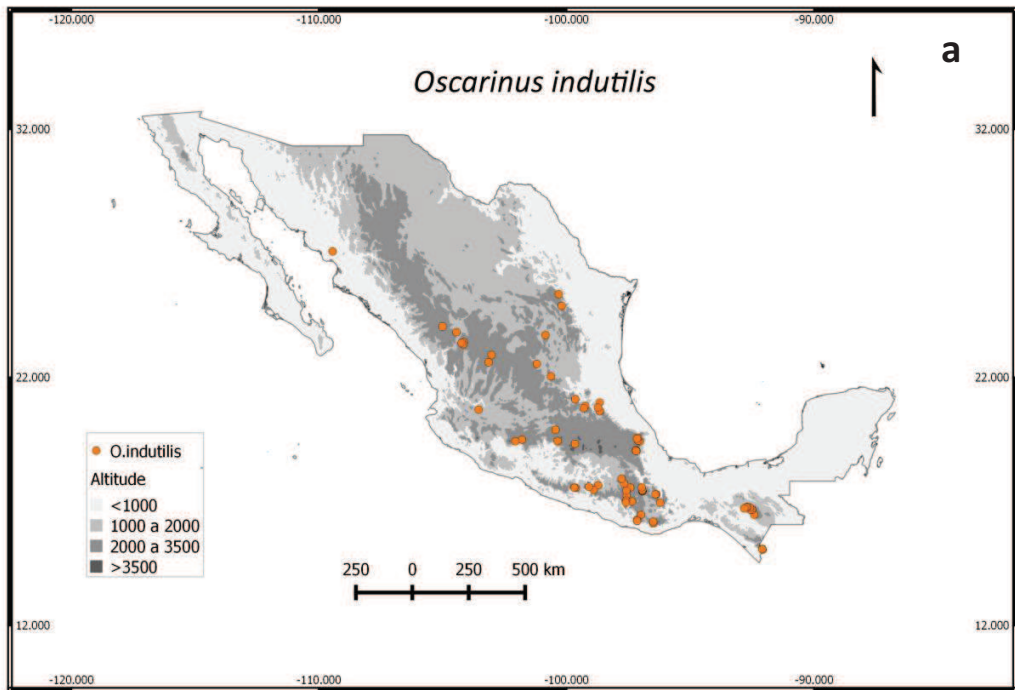 -120.000 -110.000 -100.000 -90.000
a
Oscarinus indutilis
32.000 32.000
22.000 22.000
O.indutilis
Altitude
<1000
1000 a 2000
2000 a 3500
>3500
250 0 250 500 km
12.000 12.000
-120.000 -110.000 -100.000 -90.000